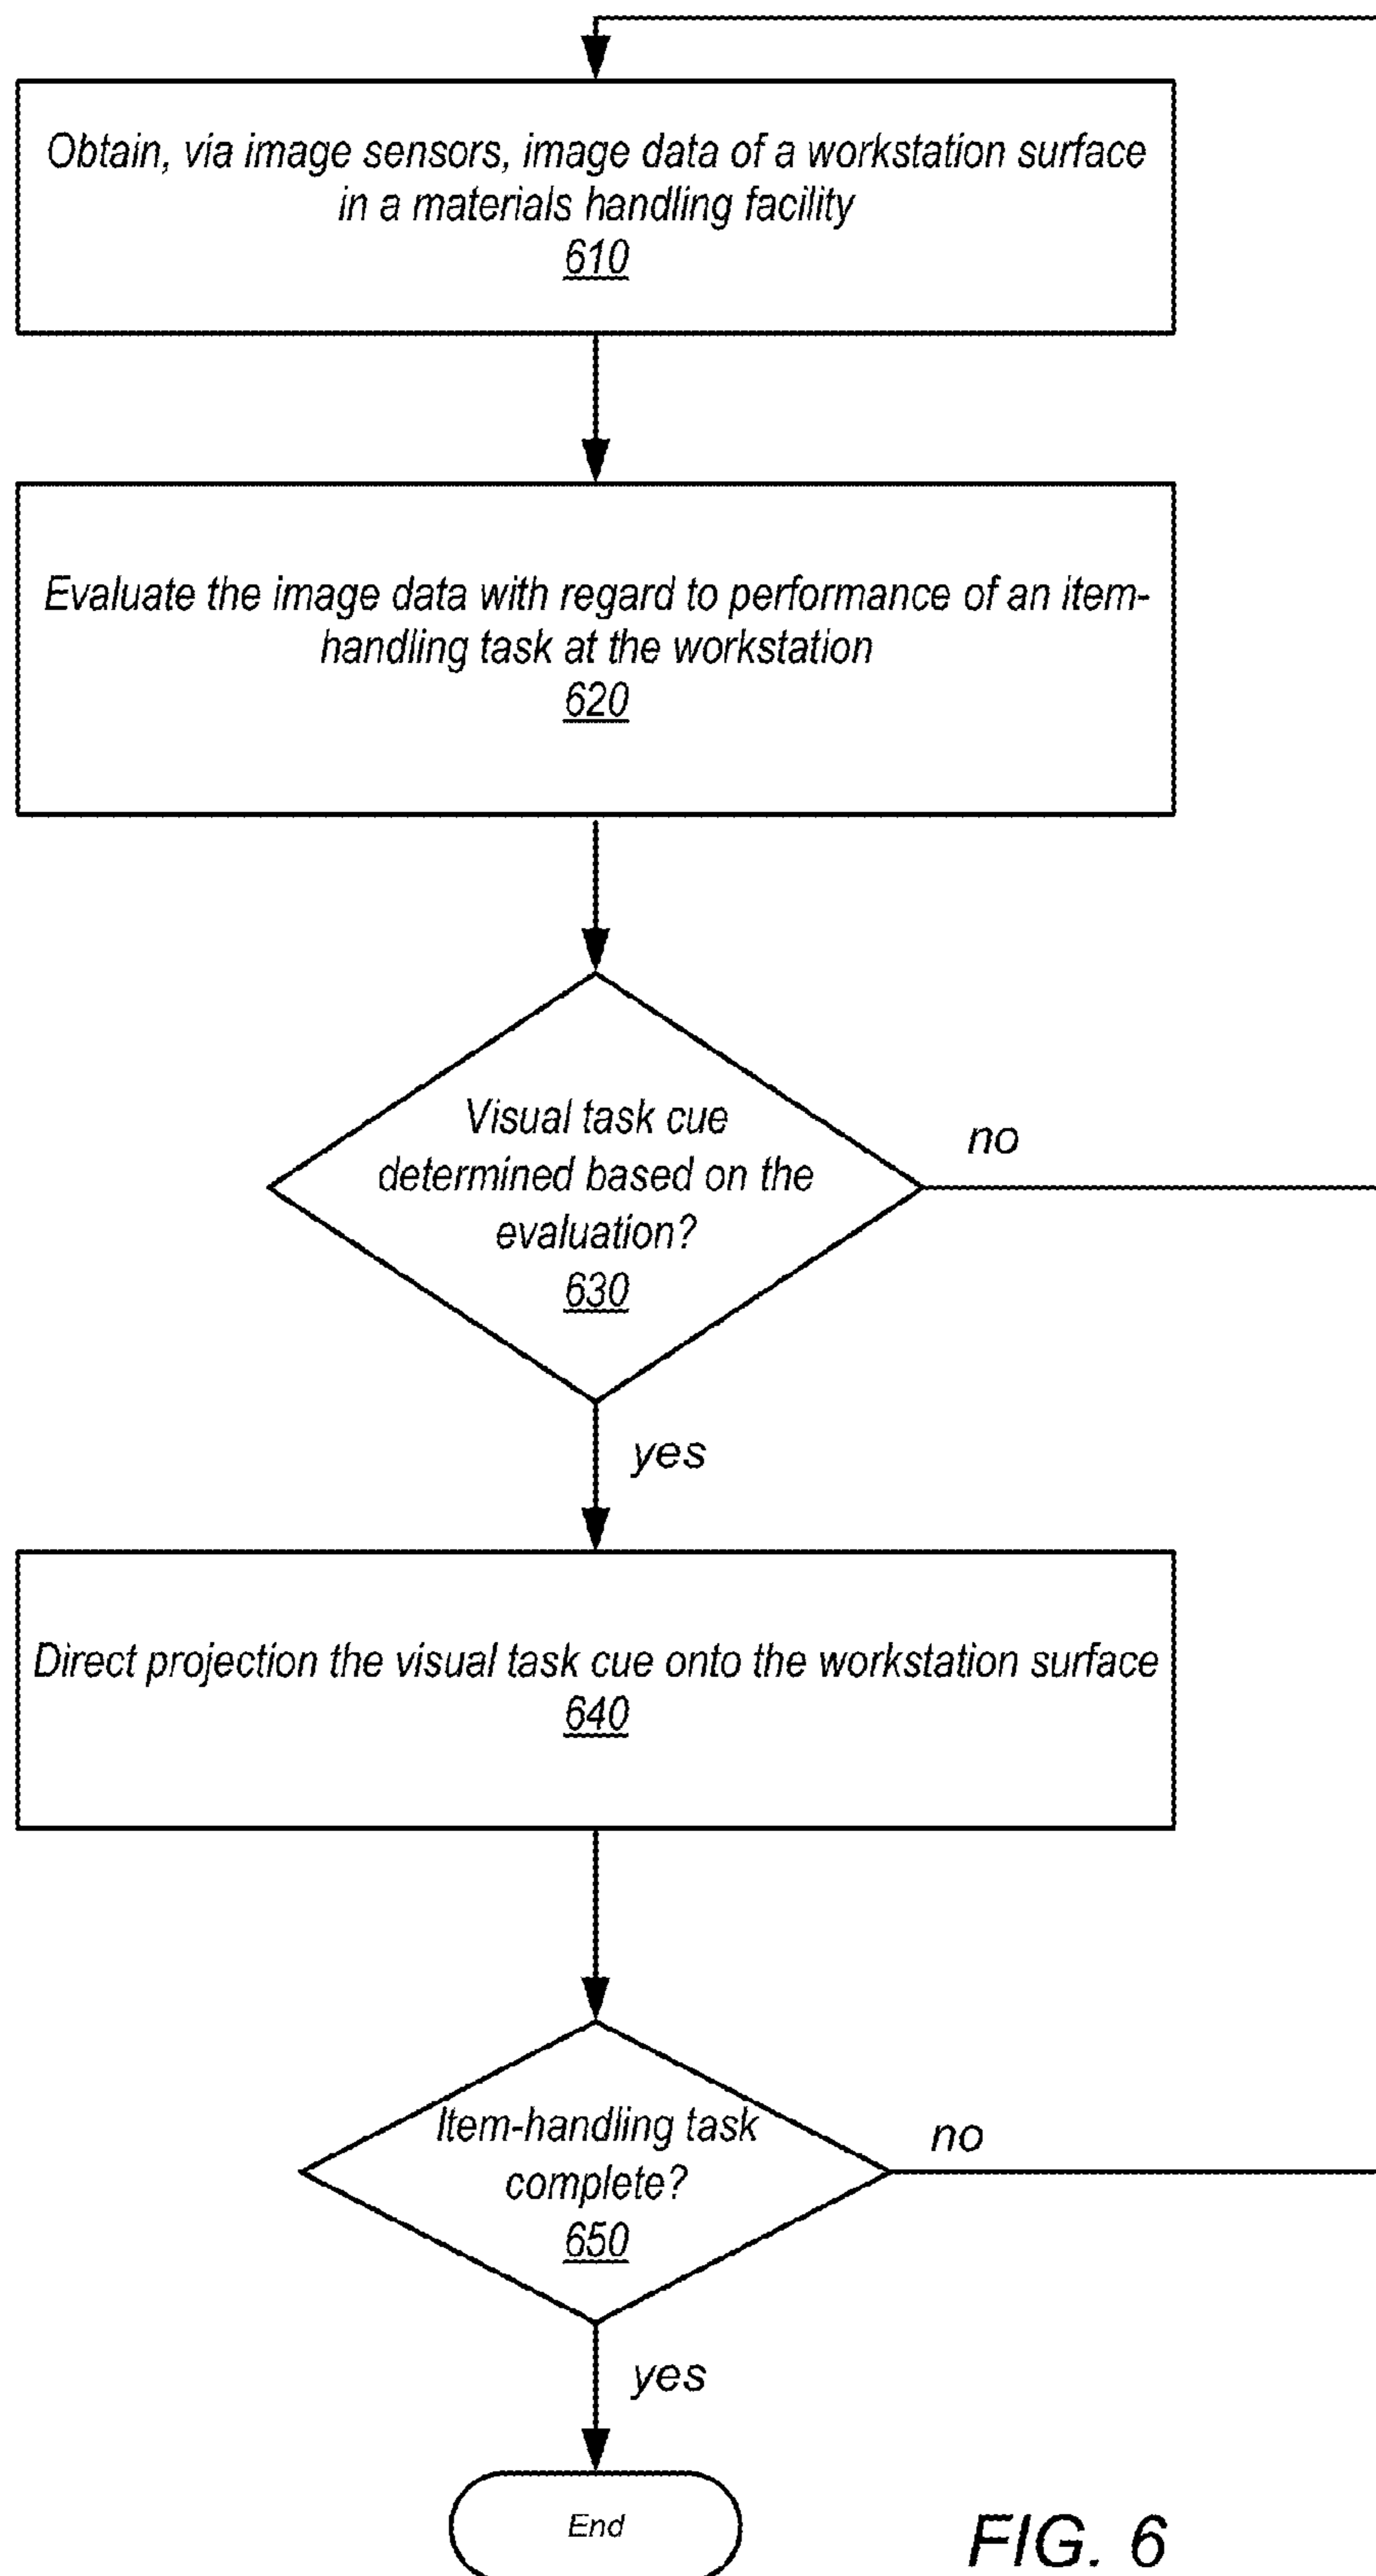 Obtain, via image sensors, image data of a workstation surface
in a materials handling facility
610
Evaluate the image data with regard to performance of an item-
handling task at the workstation
620
Visual task cue
determined based on the
evaluation?
630
no
yes
Direct projection the visual task cue onto the workstation surface
640
Item-handling task
complete?
650
no
yes
End
FIG. 6